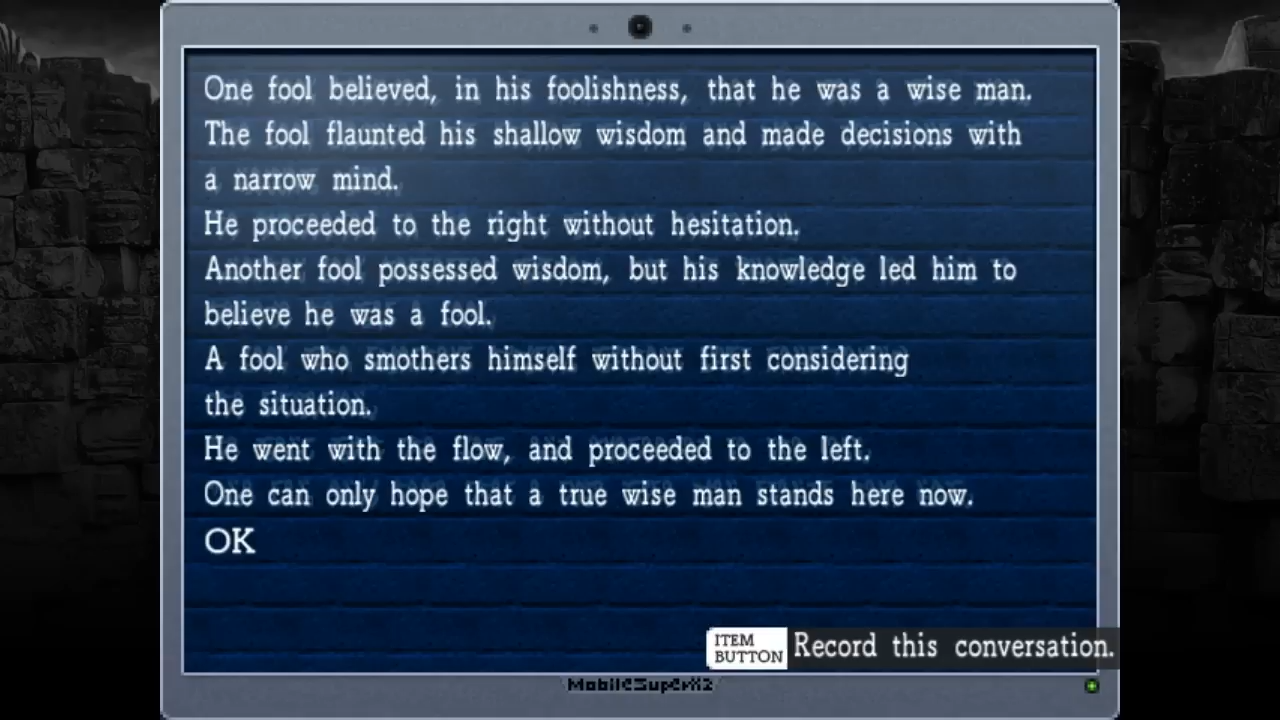 One fool believed, in his foolishness, that he was a wise man.
The fool flaunted his shallow wisdom and made decisions with
a narrow mind.
He proceeded to the right without hesitation.
Another fool possessed wisdom, but his knowledge led him to
believe he was a fool.
A fool who smothers himself without first considering
the situation.
He went with the flow, and proceeded to the left.
One can only hope that a true wise man stands here now.
OK
ITEM
BUTTON
Record this conversation.
MobileSuperX2